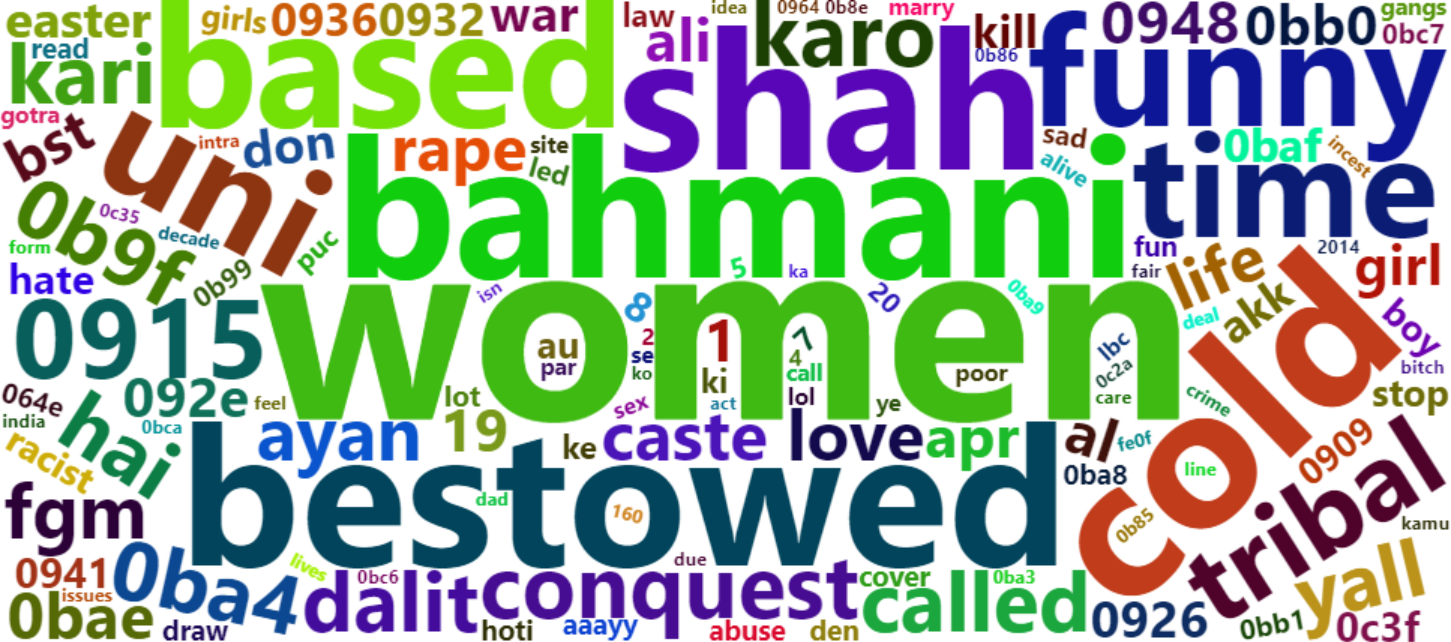 easter girls 0936 0932 war law idea 0964 0b8e marry gangs
read kari based ali karo kill 0b86 funny 0948 0bb0 0bc7
gotra bst uni intra don rape site led shah sad alive time 0baf incest
0b9f 0c35 decade 0b99 puc bahmani fun fair life 2014 girl
form hate isn 5 ka 20 0ba9 deal akk boy
0915 women 8 2 1 7 4 au par se ko ki call poor lbc 0c2a cold bitch
064e 092e feel lot sex act lol ye care crime stop
india hai 0bca ayan 19 ke caste love apr al fe0f 0909
racist fgm bestowed dad 160 0ba8 line 0b85 tribal kamu
0941 issues 0ba4 lives 0bc6 due conquest cover 0ba3 yall
0bae draw dalit hoti aaayy abuse den called 0926 0bb1 0c3f